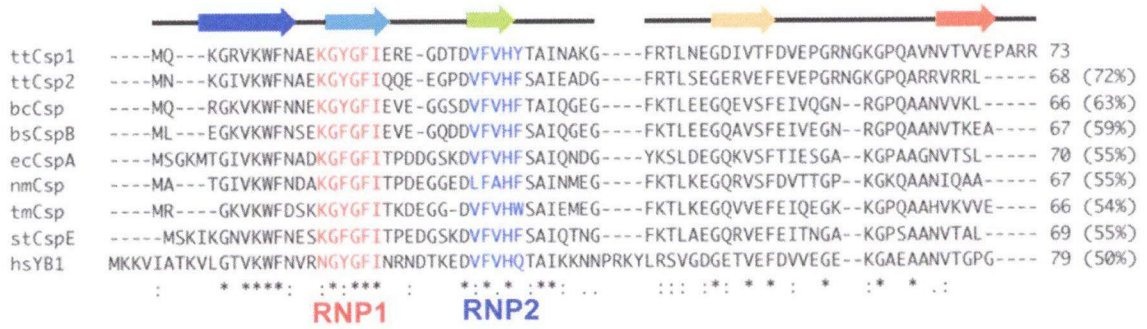 ttCsp1 ----MQ---KGRVKWFNAEKGYGFIERE-GDTDVFVHYTAINAKG----FRTLNEGDIVTFDVEPGRNGKGPQAVNVTVVEPARR 73
ttCsp2 ----MN---KGIVKWFNAEKGYGFIQQE-EGPDVFVHFSAIEADG----FRTLSEGERVEFEVEPGRNGKGPQARRVRRL----- 68 (72%)
bcCsp ----MQ---RGKVKWFNNEKGYGFIEVE-GGSDVFVHFTAIQGEG----FKTLEEGQEVSFEIVQGN--RGPQAANVVKL----- 66 (63%)
bsCspB ----ML---EGKVKWFNSEKGFGFIEVE-GQDDVFVHFSAIQGEG----FKTLEEGQAVSFEIVEGN--RGPQAANVTKEA---- 67 (59%)
ecCspA ----MSGKMTGIVKWFNADKGFGFITPDDGSKDVFVHFSAIQNDG----YKSLDEGQKVSFTIESGA--KGPAAGNVTSL----- 70 (55%)
nmCsp ----MA---TGIVKWFNDAKGFGFITPDEGGEDLFAHFSAINMEG----FKTLKEGQRVSFDVTTGP--KGKQAANIQAA----- 67 (55%)
tmCsp ----MR---GKVKWFDSKKGYGFITKDEGG-DVFVHWSAIEMEG----FKTLKEGQVVEFEIQEGK--KGPQAAHVKVVE---- 66 (54%)
stCspE -----MSKIKGNVKWFNESKGFGFITPEDGSKDVFVHFSAIQTNG----FKTLAEGQRVEFEITNGA--KGPSAANVTAL----- 69 (55%)
hsYB1 MKKVIATKVLGTVKWFNVRNGYGFINRNDTKEDVFVHQTAIKKNNPRKYLRSVGDGETVEFDVVEGE--KGAEAANVTGPG---- 79 (50%)
: * ****: :*:*** : *:*.* :**: .. :::: :*: * *: * :* * .:
RNP1 RNP2